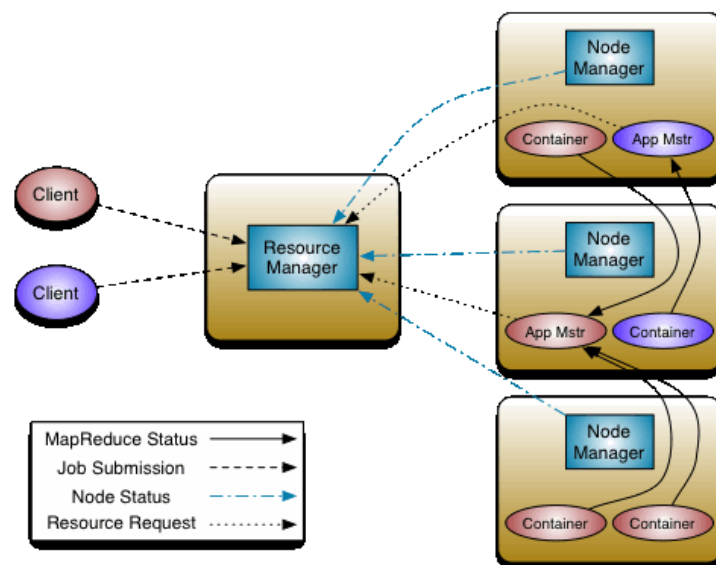 Node
Manager
Container
App Mstr
Client
Client
Resource
Manager
Node
Manager
App Mstr
Container
Node
Manager
Container
Container
MapReduce Status
Job Submission
Node Status
Resource Request